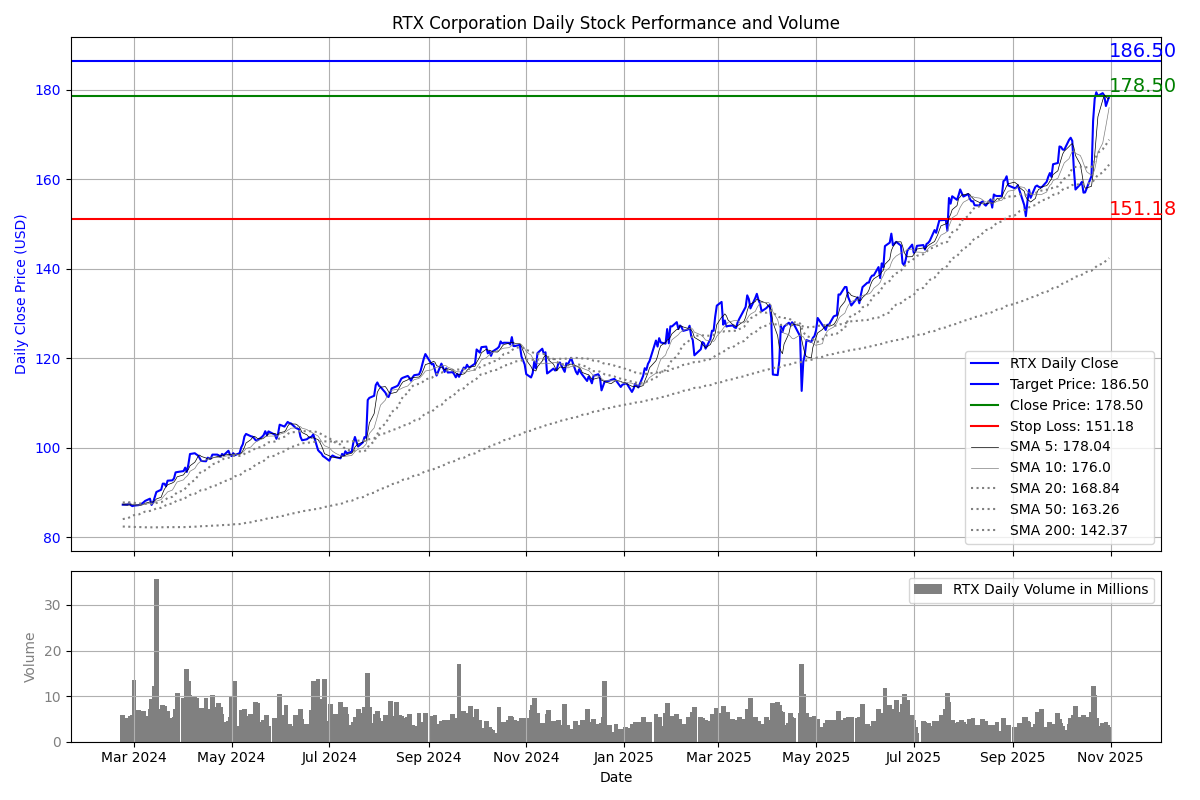 RTX Corporation Daily Stock Performance and Volume
186.50
178.50
151.18
Daily Close Price (USD)
180
160
140
120
100
80
RTX Daily Close
Target Price: 186.50
Close Price: 178.50
Stop Loss: 151.18
SMA 5: 178.04
SMA 10: 176.0
SMA 20: 168.84
SMA 50: 163.26
SMA 200: 142.37
Volume
30
20
10
0
RTX Daily Volume in Millions
Mar 2024
May 2024
Jul 2024
Sep 2024
Nov 2024
Jan 2025
Mar 2025
May 2025
Jul 2025
Sep 2025
Nov 2025
Date